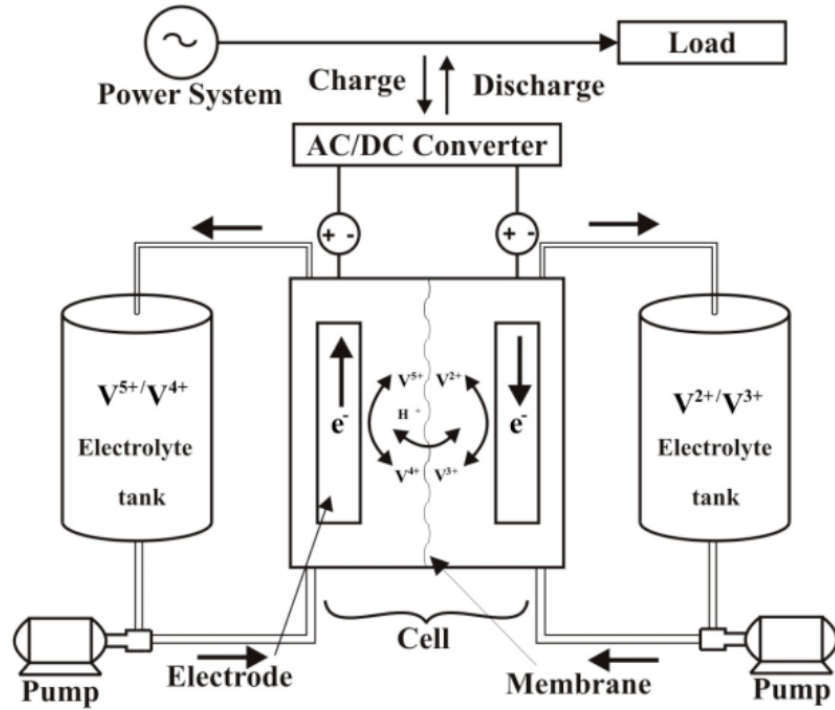 Load
Power System
Charge
Discharge
AC/DC Converter
+ -
+ -
V⁵⁺/V⁴⁺
Electrolyte
tank
e⁻
V⁵⁺
V²⁺
H⁺
V⁴⁺
V³⁺
e⁻
V²⁺/V³⁺
Electrolyte
tank
Cell
Pump
Electrode
Membrane
Pump